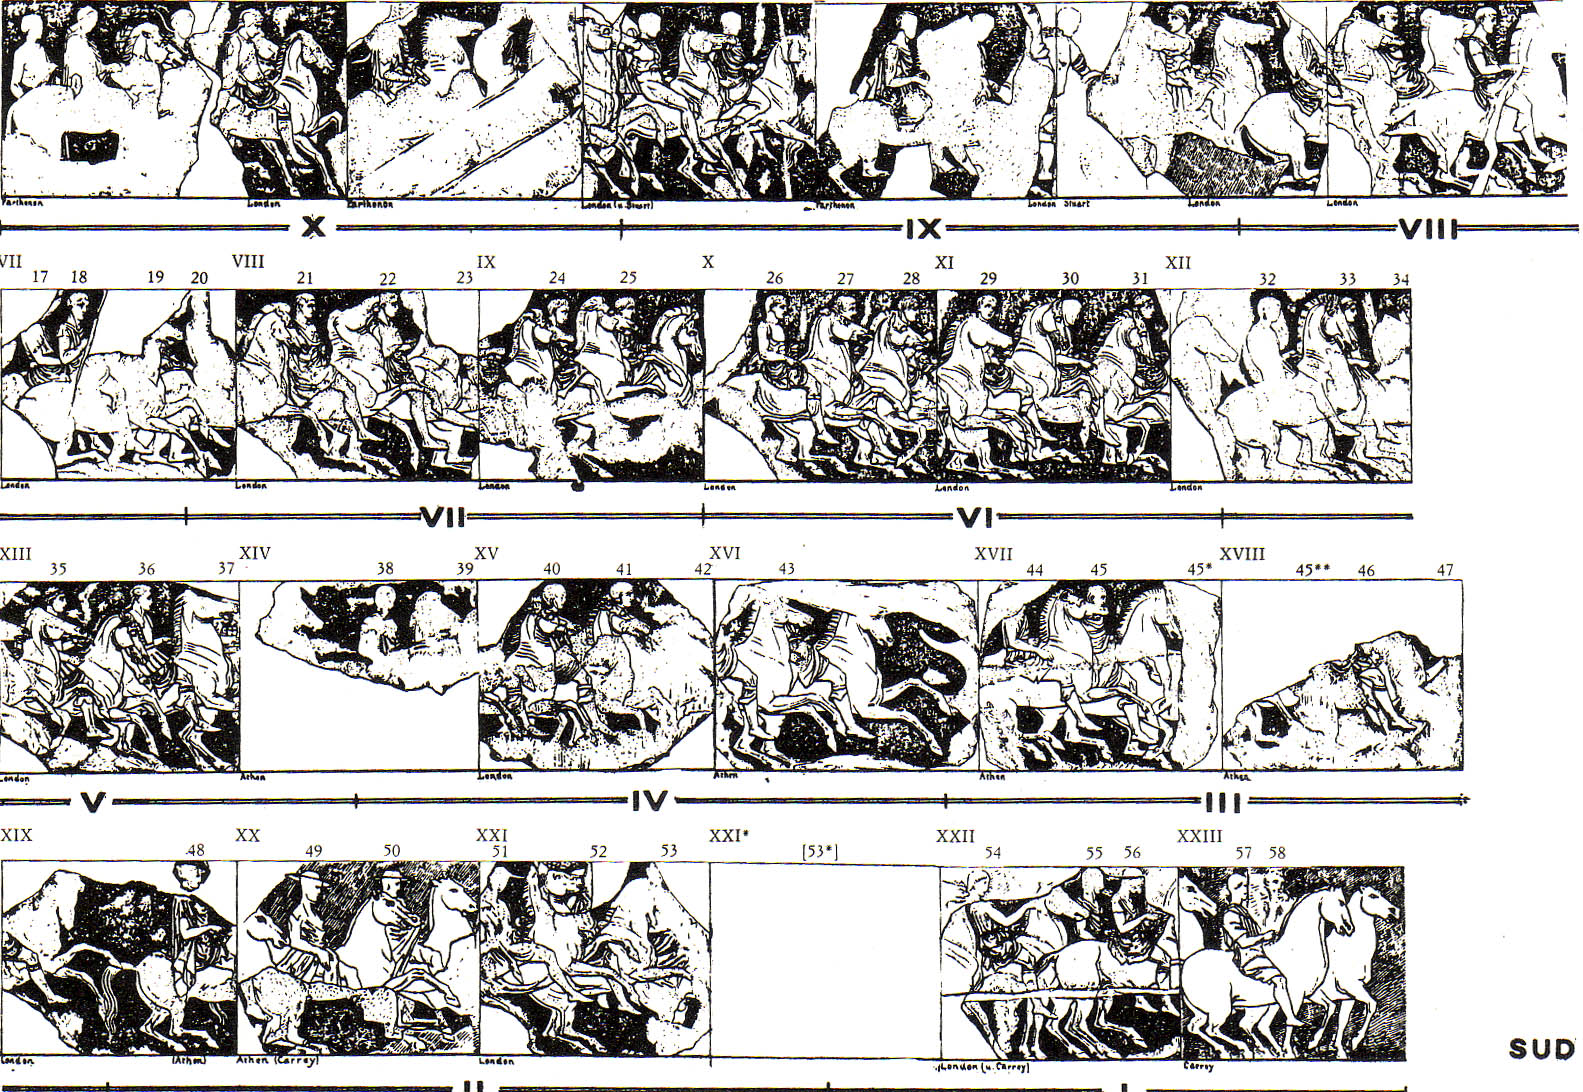 Parthenon London Parthenon London (u. Stuart) Parthenon London Stuart London London
X IX VIII
VII VIII IX X XI XII
17 18 19 20 21 22 23 24 25 26 27 28 29 30 31 32 33 34
London London London London London London
VII VI
XIII XIV XV XVI XVII XVIII
35 36 37 38 39 40 41 42 43 44 45 45* 45** 46 47
London Athen London Athen Athen Athen
V IV III
XIX XX XXI XXI* XXII XXIII
48 49 50 51 52 53 [53*] 54 55 56 57 58
London (Athen) Athen (Carrey) London London (u. Carrey) Carrey
SUD
II I